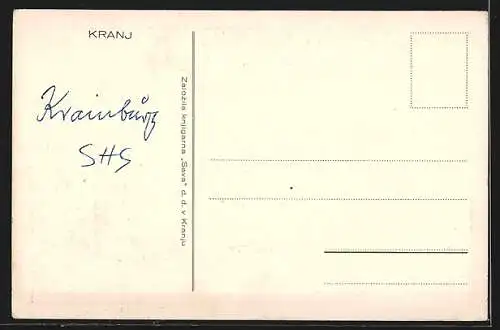 KRANJ
Krainburg
SHS
Založila knjigarna „Sava" d. d. v Kranju